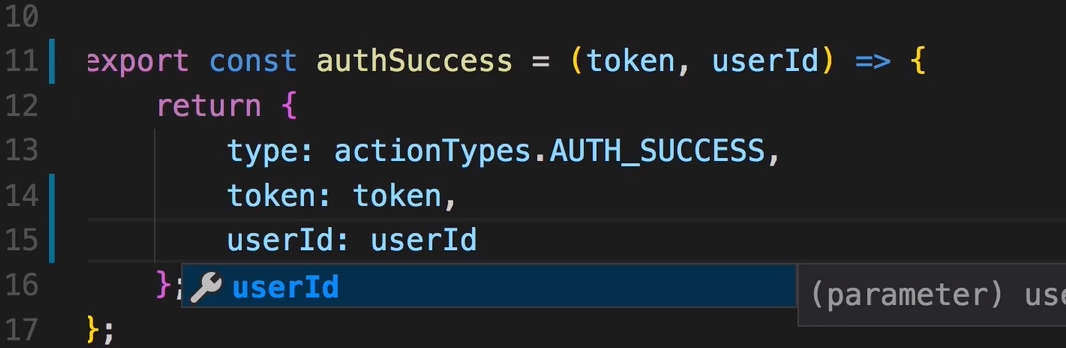 10
11 export const authSuccess = (token, userId) => {
12 return {
13 type: actionTypes.AUTH_SUCCESS,
14 token: token,
15 userId: userId
16 };
userId
(parameter)
17 };